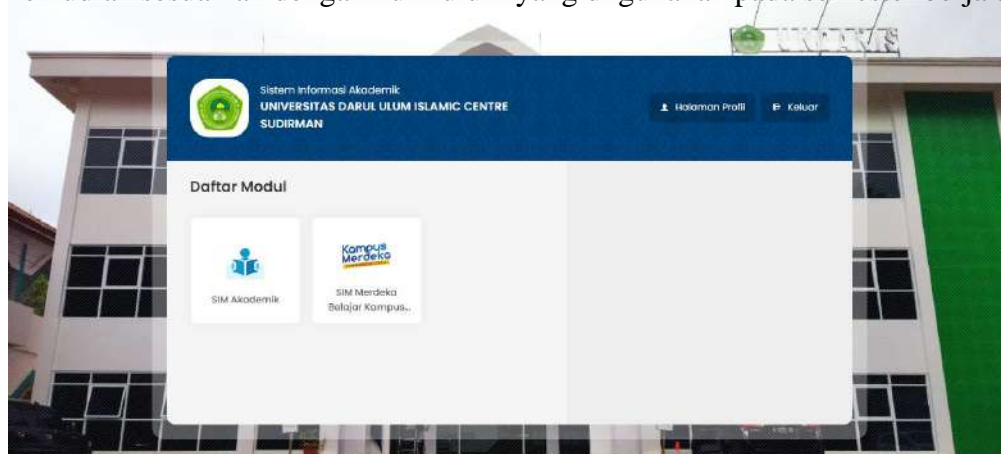 UNDARIS
Sistem Informasi Akademik
UNIVERSITAS DARUL ULUM ISLAMIC CENTRE
SUDIRMAN
Halaman Profil
Keluar
Daftar Modul
Kampus
Merdeka
SIM Akademik
SIM Merdeka
Belajar Kampus...